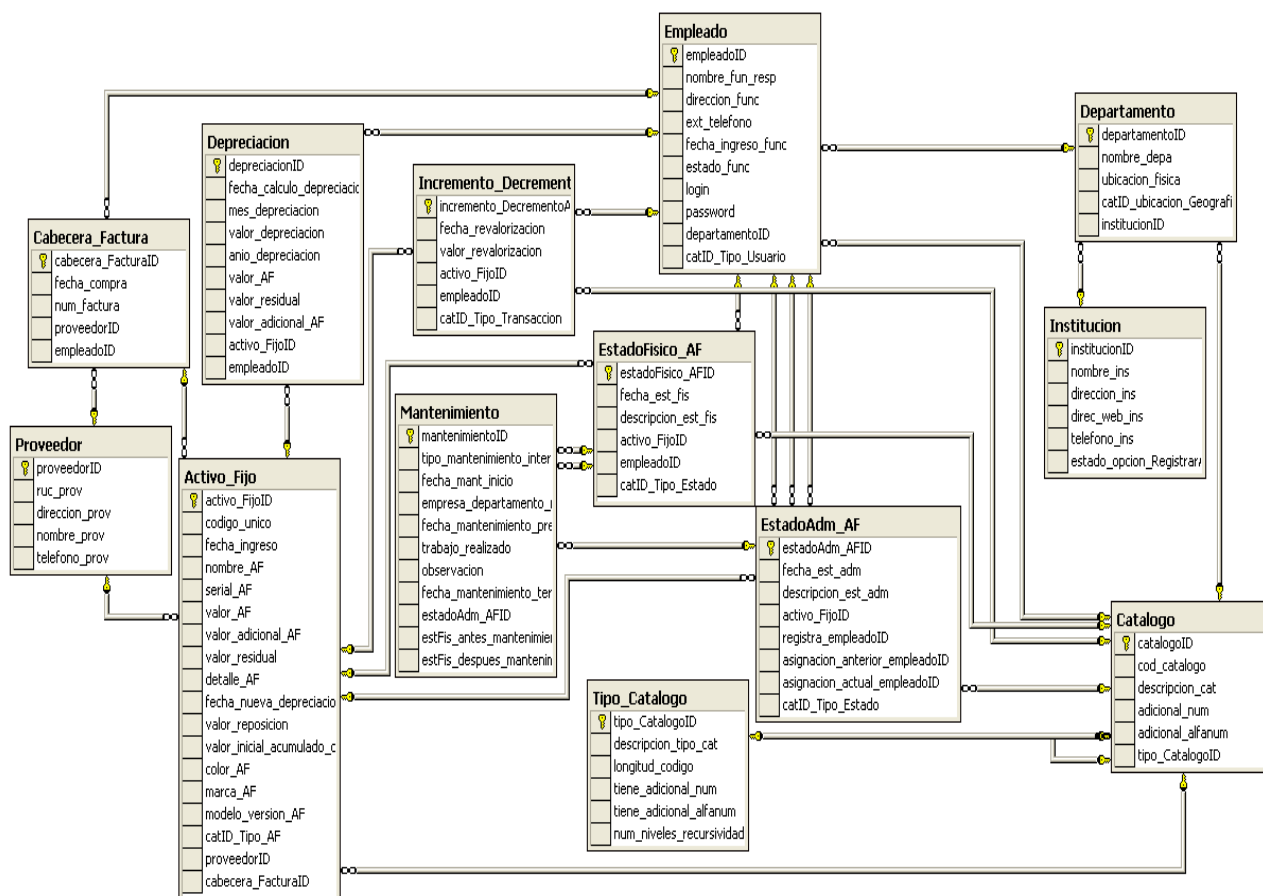 Empleado
empleadoID
nombre_fun_resp
direccion_func
ext_telefono
fecha_ingreso_func
estado_func
login
password
departamentoID
catID_Tipo_Usuario
Departamento
departamentoID
nombre_depa
ubicacion_fisica
catID_ubicacion_Geografi
institucionID
Depreciacion
depreciacionID
fecha_calculo_depreciacio
mes_depreciacion
valor_depreciacion
anio_depreciacion
valor_AF
valor_residual
valor_adicional_AF
activo_FijoID
empleadoID
Incremento_Decrement
incremento_DecrementoA
fecha_revalorizacion
valor_revalorizacion
activo_FijoID
empleadoID
catID_Tipo_Transaccion
Cabecera_Factura
cabecera_FacturaID
fecha_compra
num_factura
proveedorID
empleadoID
Institucion
institucionID
nombre_ins
direccion_ins
direc_web_ins
telefono_ins
estado_opcion_RegistrarA
EstadoFisico_AF
estadoFisico_AFID
fecha_est_fis
descripcion_est_fis
activo_FijoID
empleadoID
catID_Tipo_Estado
Mantenimiento
mantenimientoID
tipo_mantenimiento_inter
fecha_mant_inicio
empresa_departamento_r
fecha_mantenimiento_pre
trabajo_realizado
observacion
fecha_mantenimiento_ter
estadoAdm_AFID
estFis_antes_mantenimie
estFis_despues_mantenin
Proveedor
proveedorID
ruc_prov
direccion_prov
nombre_prov
telefono_prov
Activo_Fijo
activo_FijoID
codigo_unico
fecha_ingreso
nombre_AF
serial_AF
valor_AF
valor_adicional_AF
valor_residual
detalle_AF
fecha_nueva_depreciacio
valor_reposicion
valor_inicial_acumulado_c
color_AF
marca_AF
modelo_version_AF
catID_Tipo_AF
proveedorID
cabecera_FacturaID
EstadoAdm_AF
estadoAdm_AFID
fecha_est_adm
descripcion_est_adm
activo_FijoID
registra_empleadoID
asignacion_anterior_empleadoID
asignacion_actual_empleadoID
catID_Tipo_Estado
Catalogo
catalogoID
cod_catalogo
descripcion_cat
adicional_num
adicional_alfanum
tipo_CatalogoID
Tipo_Catalogo
tipo_CatalogoID
descripcion_tipo_cat
longitud_codigo
tiene_adicional_num
tiene_adicional_alfanum
num_niveles_recursividad